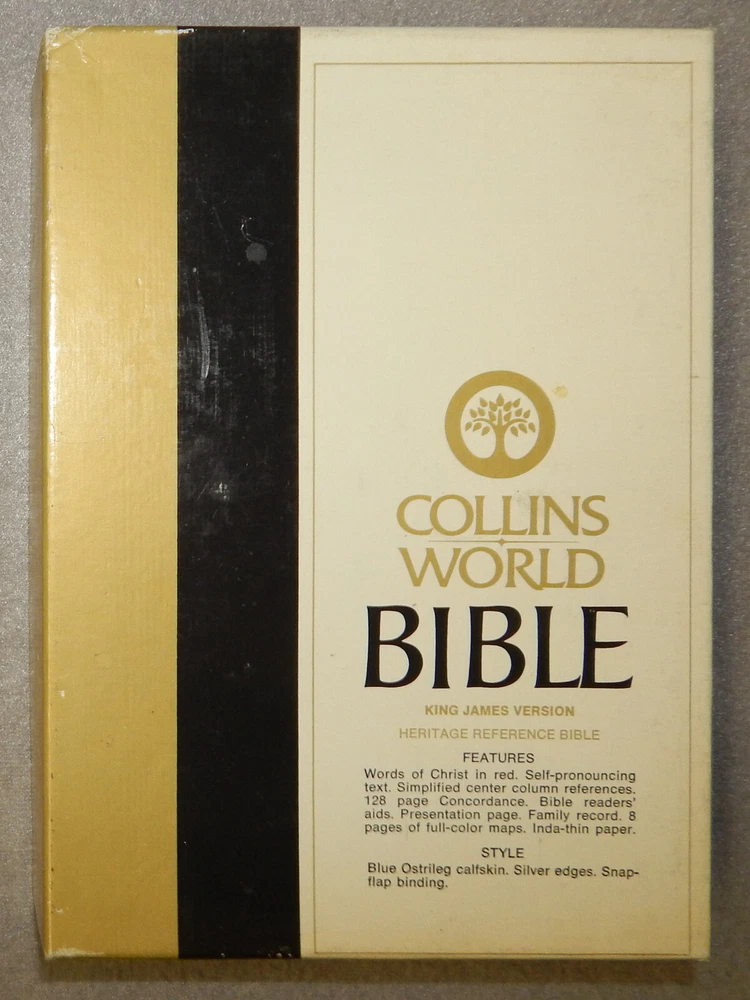 COLLINS
WORLD
BIBLE
KING JAMES VERSION
HERITAGE REFERENCE BIBLE
FEATURES
Words of Christ in red. Self-pronouncing
text. Simplified center column references.
128 page Concordance. Bible readers'
aids. Presentation page. Family record. 8
pages of full-color maps. Inda-thin paper.
STYLE
Blue Ostrileg calfskin. Silver edges. Snap-
flap binding.